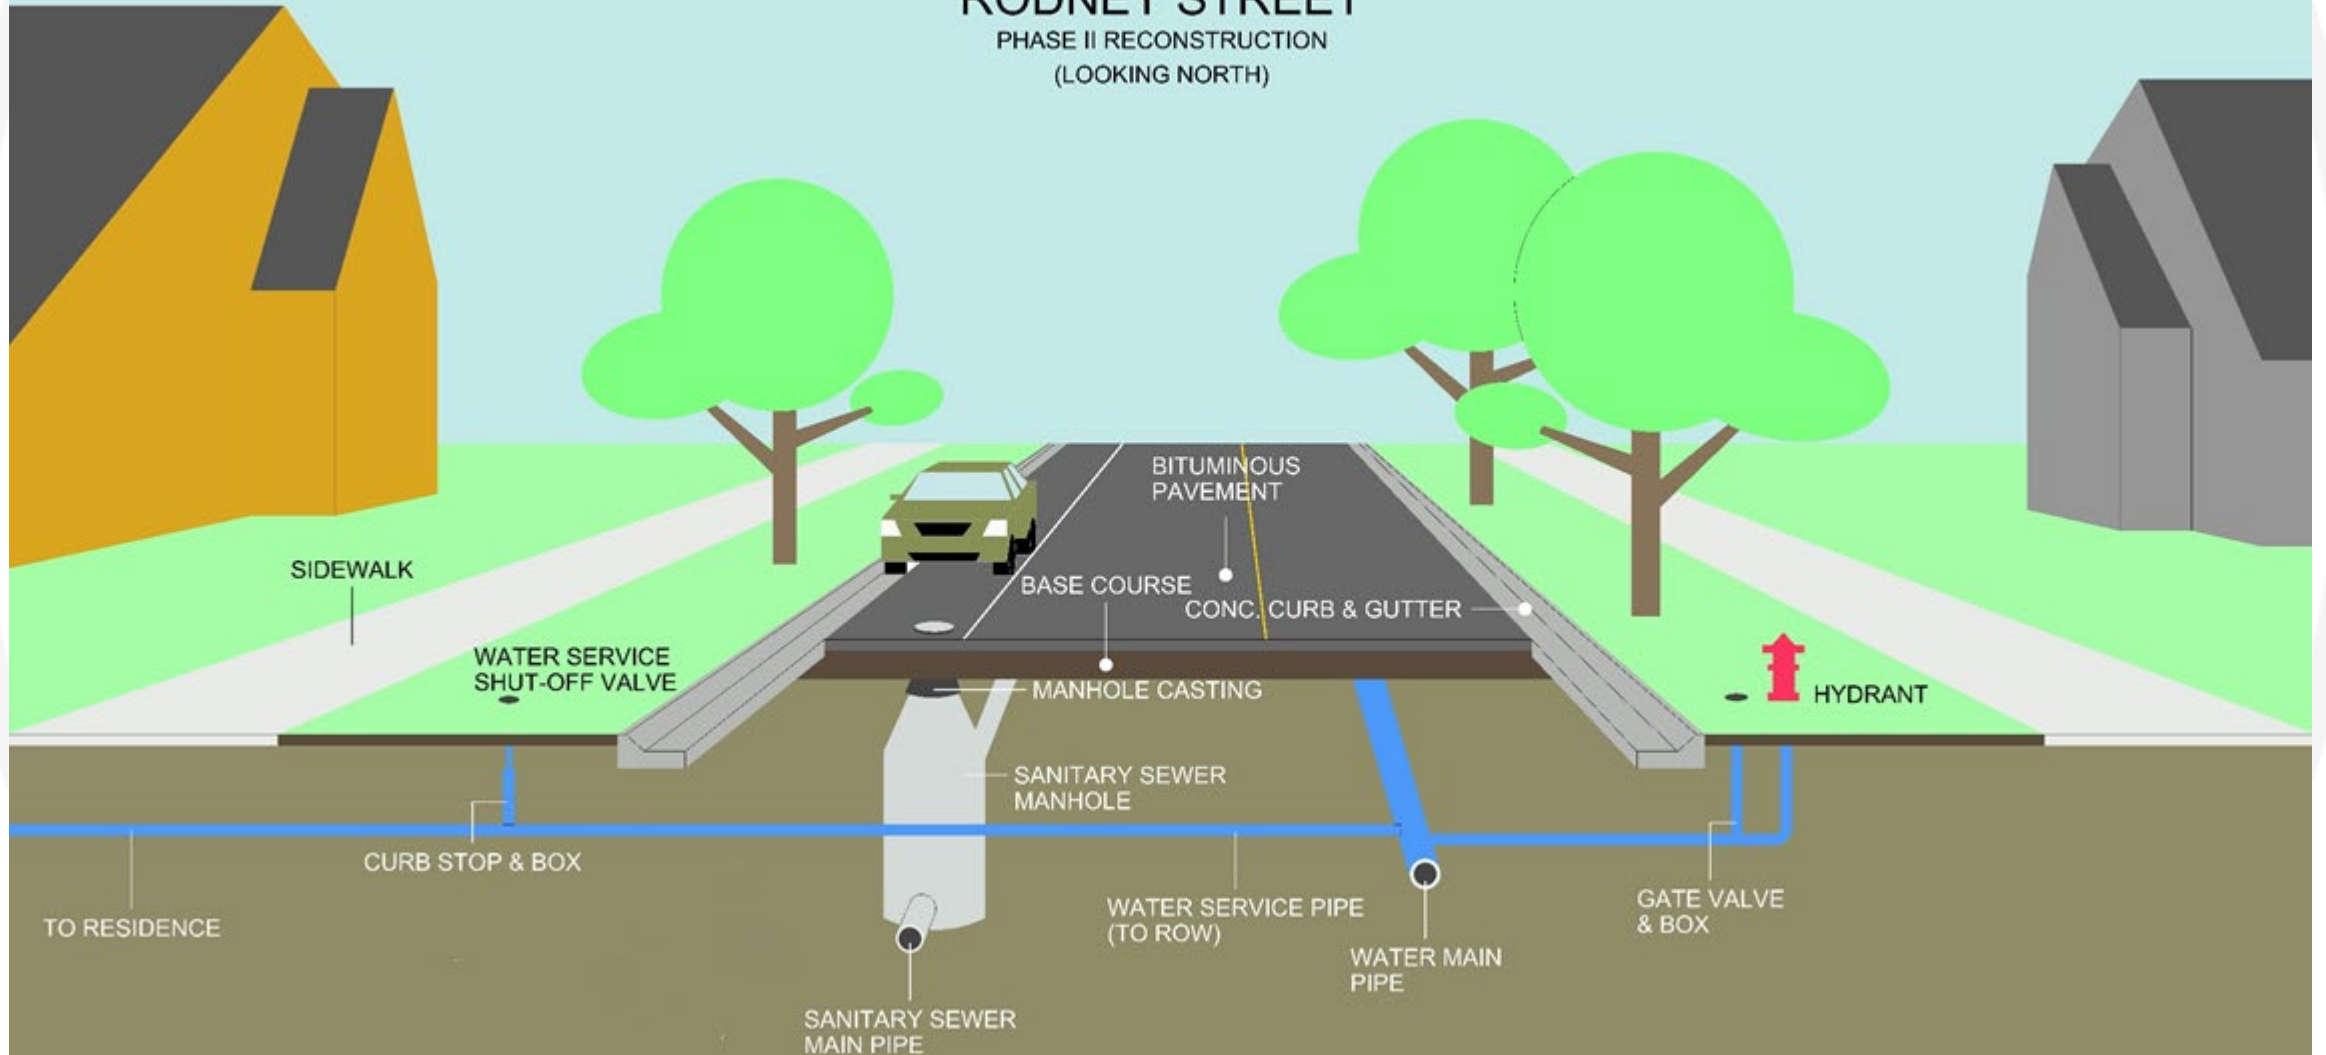 RODNEY STREET
PHASE II RECONSTRUCTION
(LOOKING NORTH)
BITUMINOUS
PAVEMENT
SIDEWALK
BASE COURSE
CONC. CURB & GUTTER
WATER SERVICE
SHUT-OFF VALVE
MANHOLE CASTING
HYDRANT
SANITARY SEWER
MANHOLE
CURB STOP & BOX
TO RESIDENCE
WATER SERVICE PIPE
(TO ROW)
GATE VALVE
& BOX
WATER MAIN
PIPE
SANITARY SEWER
MAIN PIPE